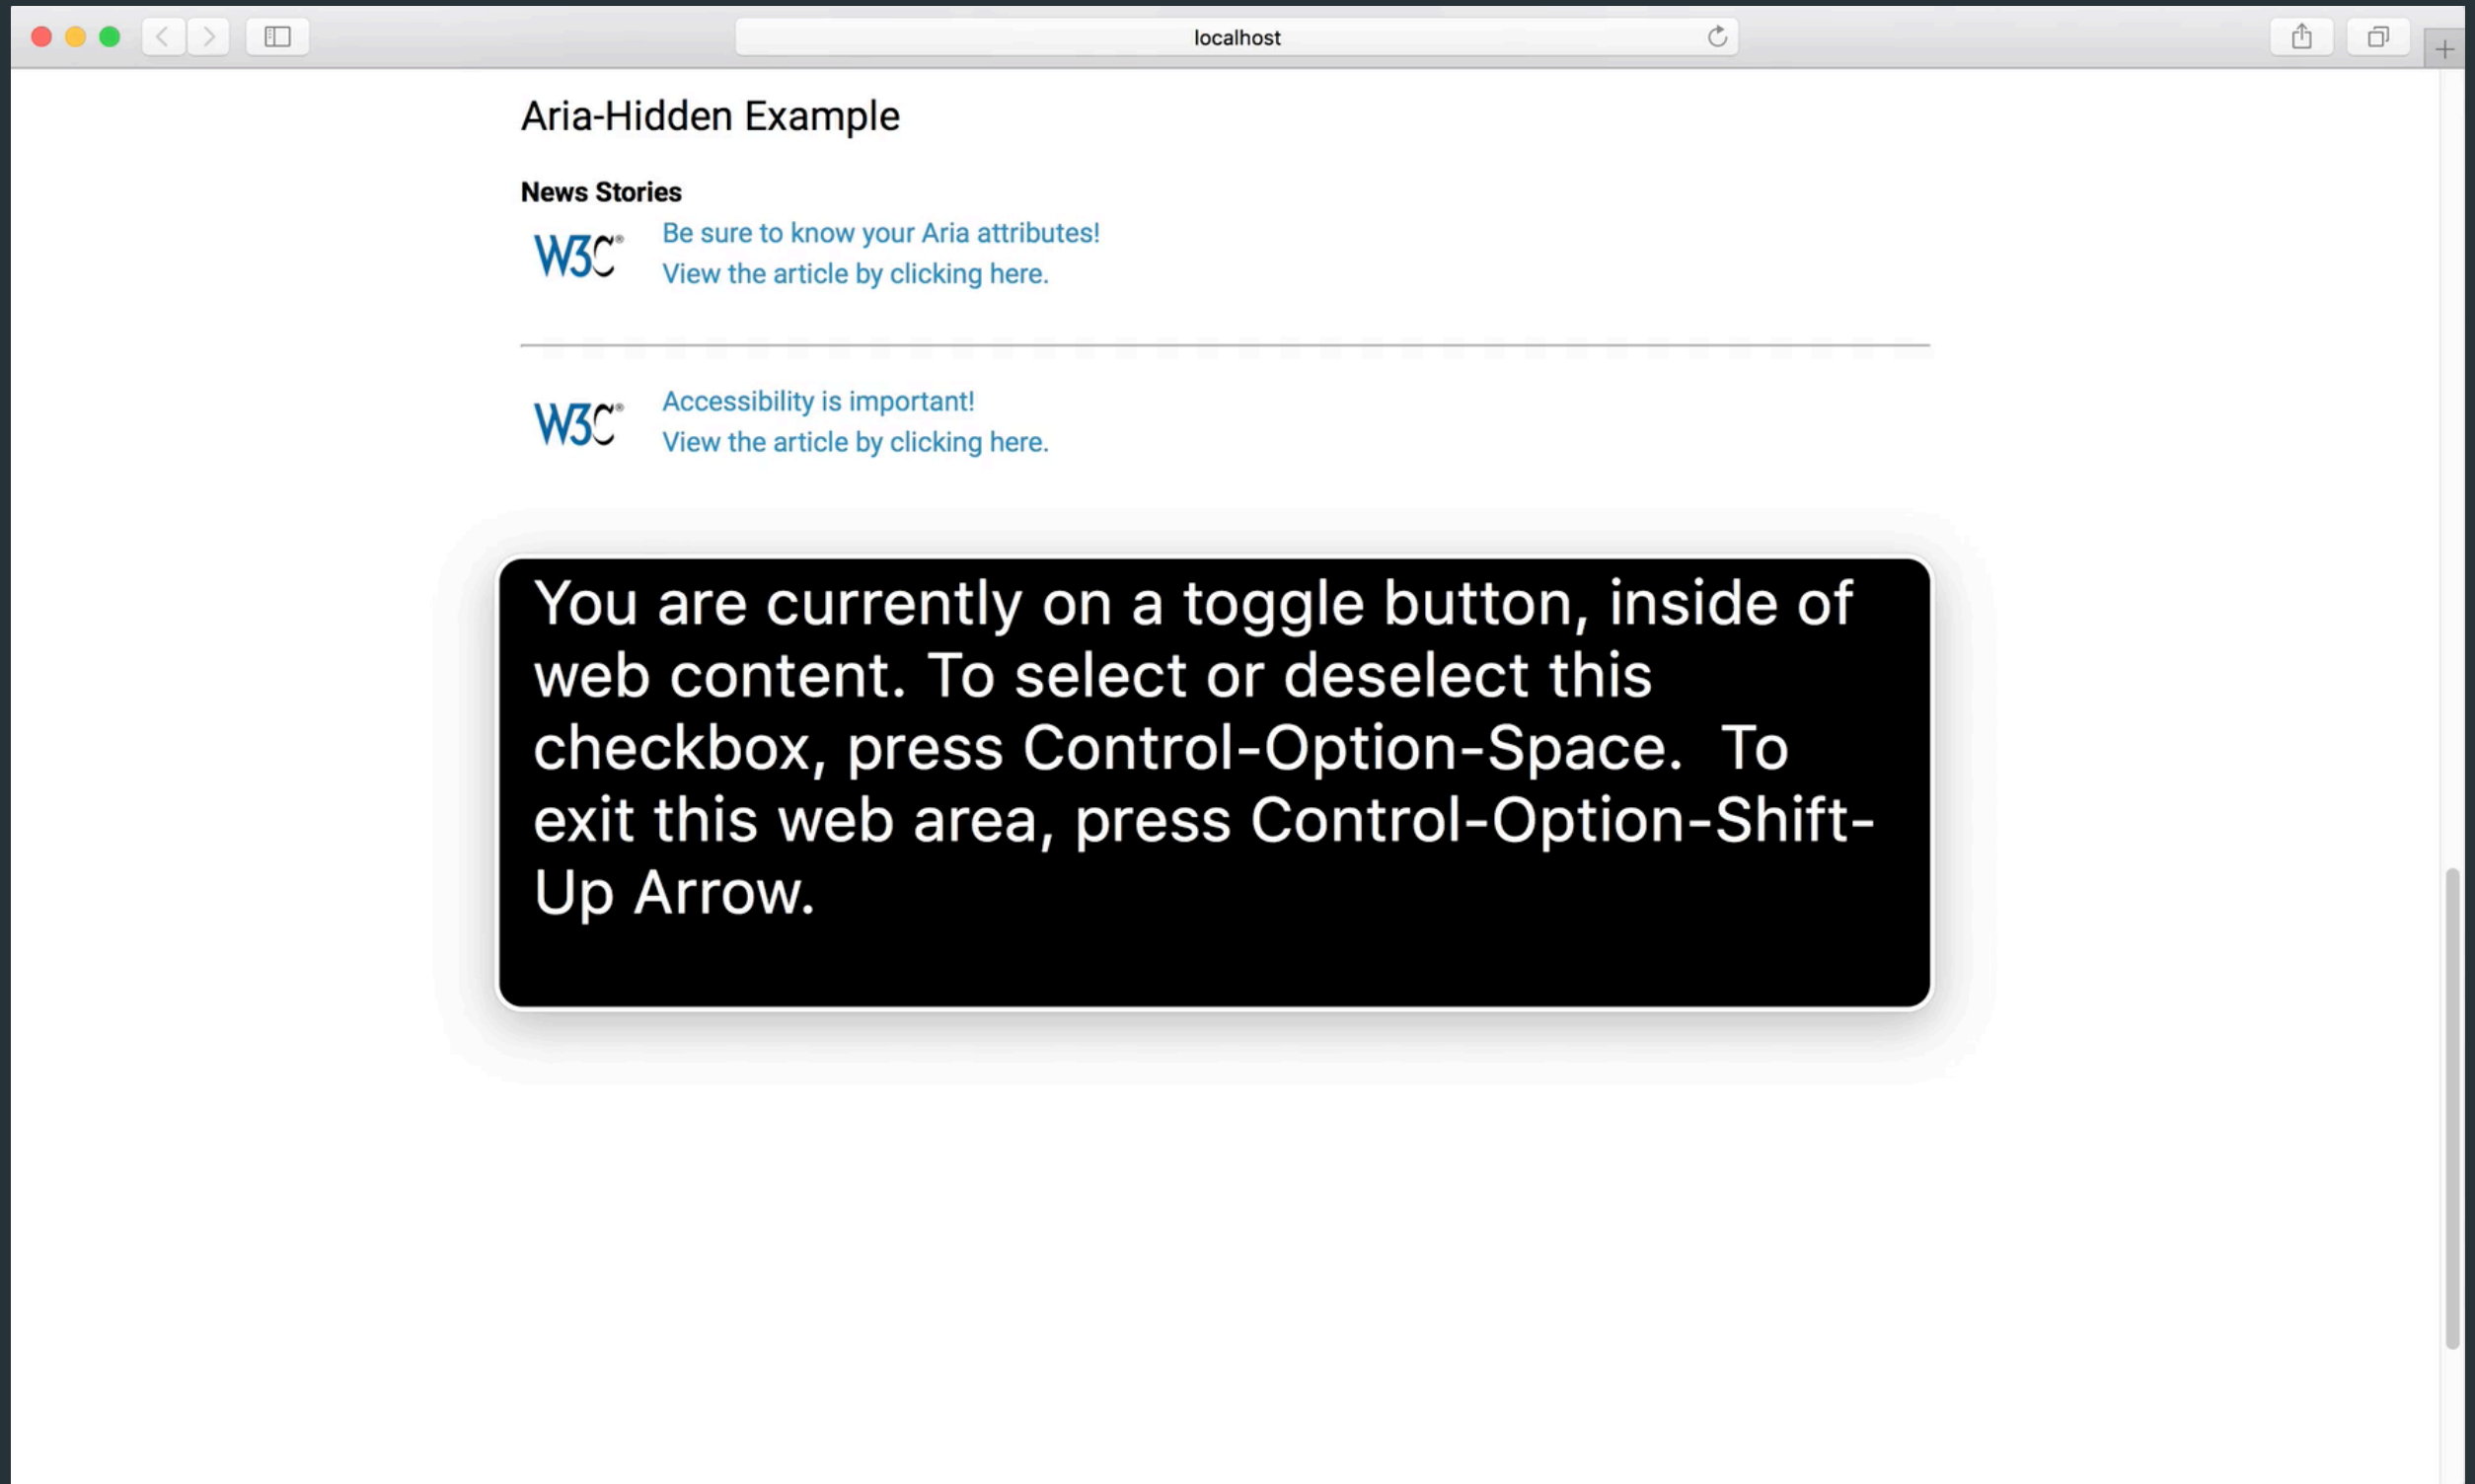 localhost
Aria-Hidden Example
News Stories
W3C®
Be sure to know your Aria attributes!
View the article by clicking here.
W3C®
Accessibility is important!
View the article by clicking here.
You are currently on a toggle button, inside of
web content. To select or deselect this
checkbox, press Control-Option-Space.  To
exit this web area, press Control-Option-Shift-
Up Arrow.